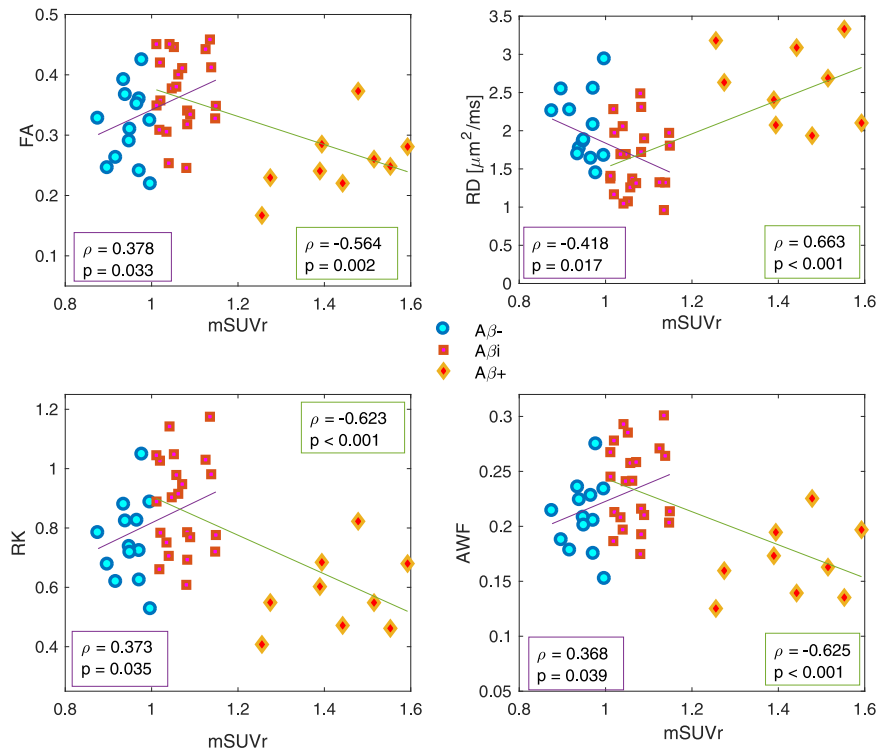 0.5
0.4
0.3
0.2
0.1
FA
ρ = 0.378
p = 0.033
ρ = -0.564
p = 0.002
0.8 1 1.2 1.4 1.6
mSUVr
3.5
3
2.5
2
1.5
1
0.5
0
RD [μm²/ms]
ρ = -0.418
p = 0.017
ρ = 0.663
p < 0.001
0.8 1 1.2 1.4 1.6
mSUVr
Aβ-
Aβi
Aβ+
1.2
1
0.8
0.6
0.4
RK
ρ = -0.623
p < 0.001
ρ = 0.373
p = 0.035
0.8 1 1.2 1.4 1.6
mSUVr
0.3
0.25
0.2
0.15
0.1
0.05
AWF
ρ = 0.368
p = 0.039
ρ = -0.625
p < 0.001
0.8 1 1.2 1.4 1.6
mSUVr